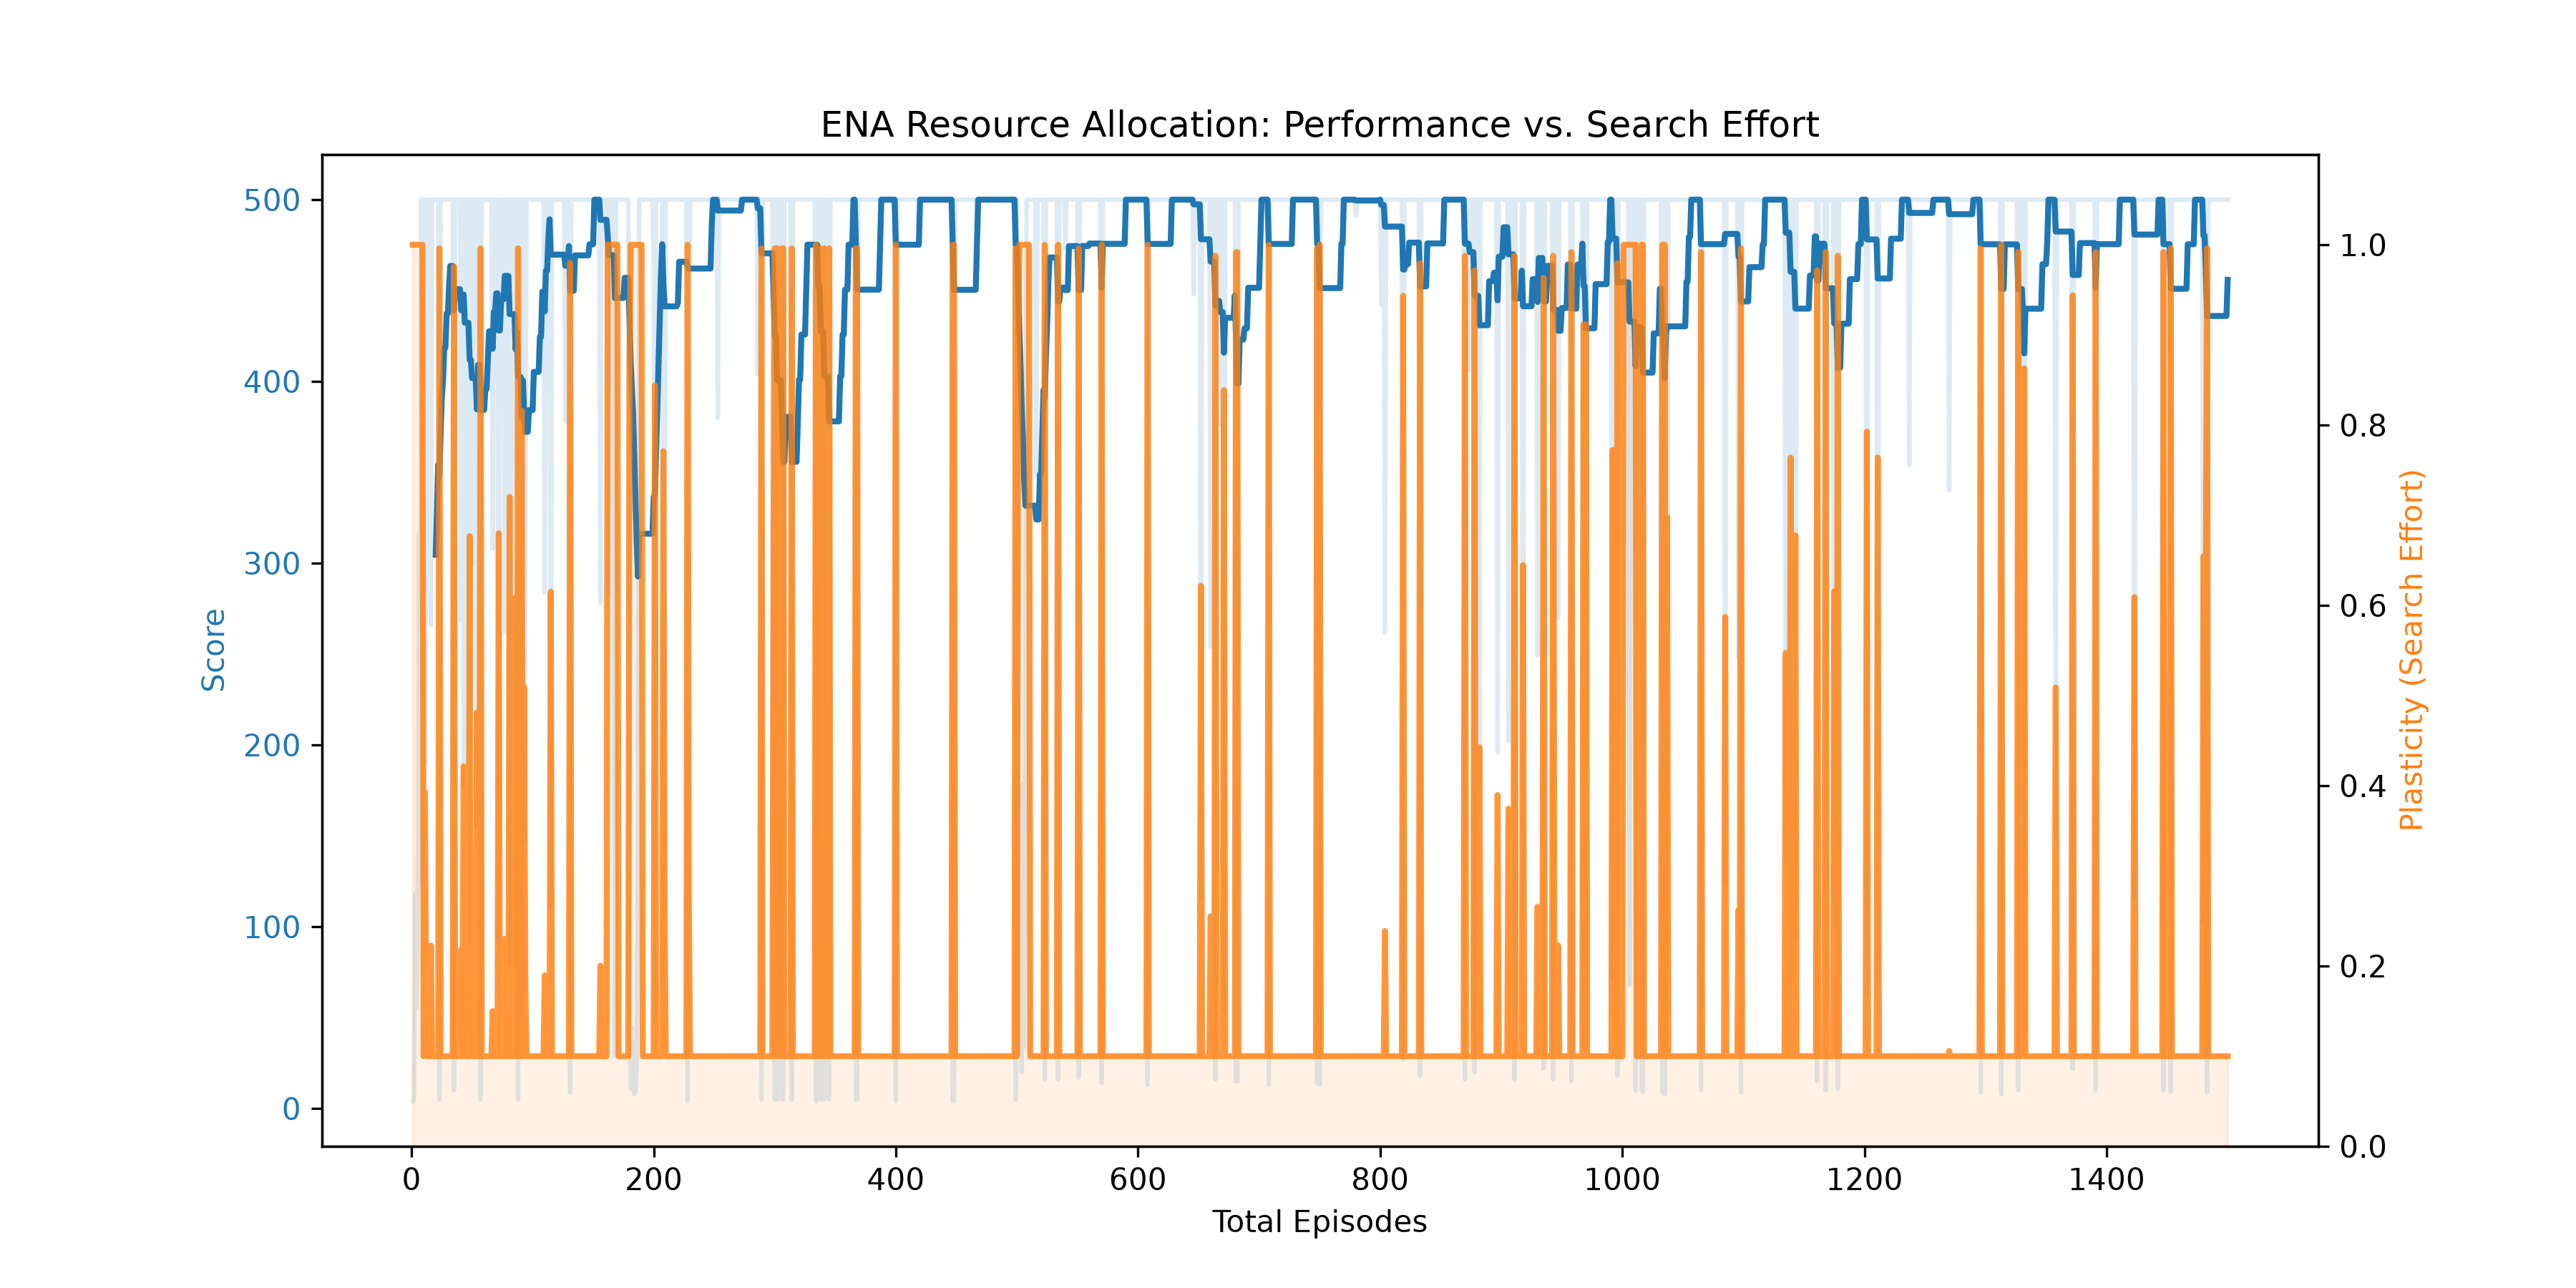 ENA Resource Allocation: Performance vs. Search Effort
500
400
300
200
100
0
Score
1.0
0.8
0.6
0.4
0.2
0.0
Plasticity (Search Effort)
0 200 400 600 800 1000 1200 1400
Total Episodes